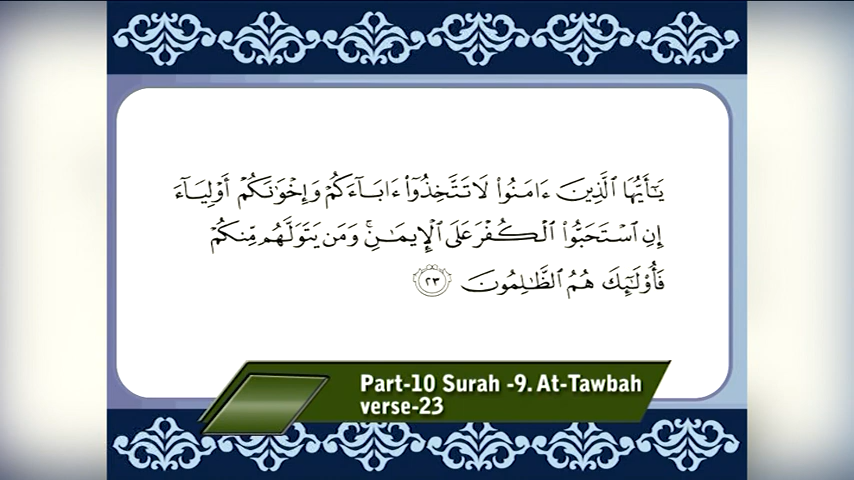 يَٰٓأَيُّهَا ٱلَّذِينَ ءَامَنُوا۟ لَا تَتَّخِذُوٓا۟ ءَابَآءَكُمْ وَإِخْوَٰنَكُمْ أَوْلِيَآءَ
إِنِ ٱسْتَحَبُّوا۟ ٱلْكُفْرَ عَلَى ٱلْإِيمَٰنِ ۚ وَمَن يَتَوَلَّهُم مِّنكُمْ
فَأُو۟لَٰٓئِكَ هُمُ ٱلظَّٰلِمُونَ ٢٣
Part-10 Surah -9. At-Tawbah
verse-23